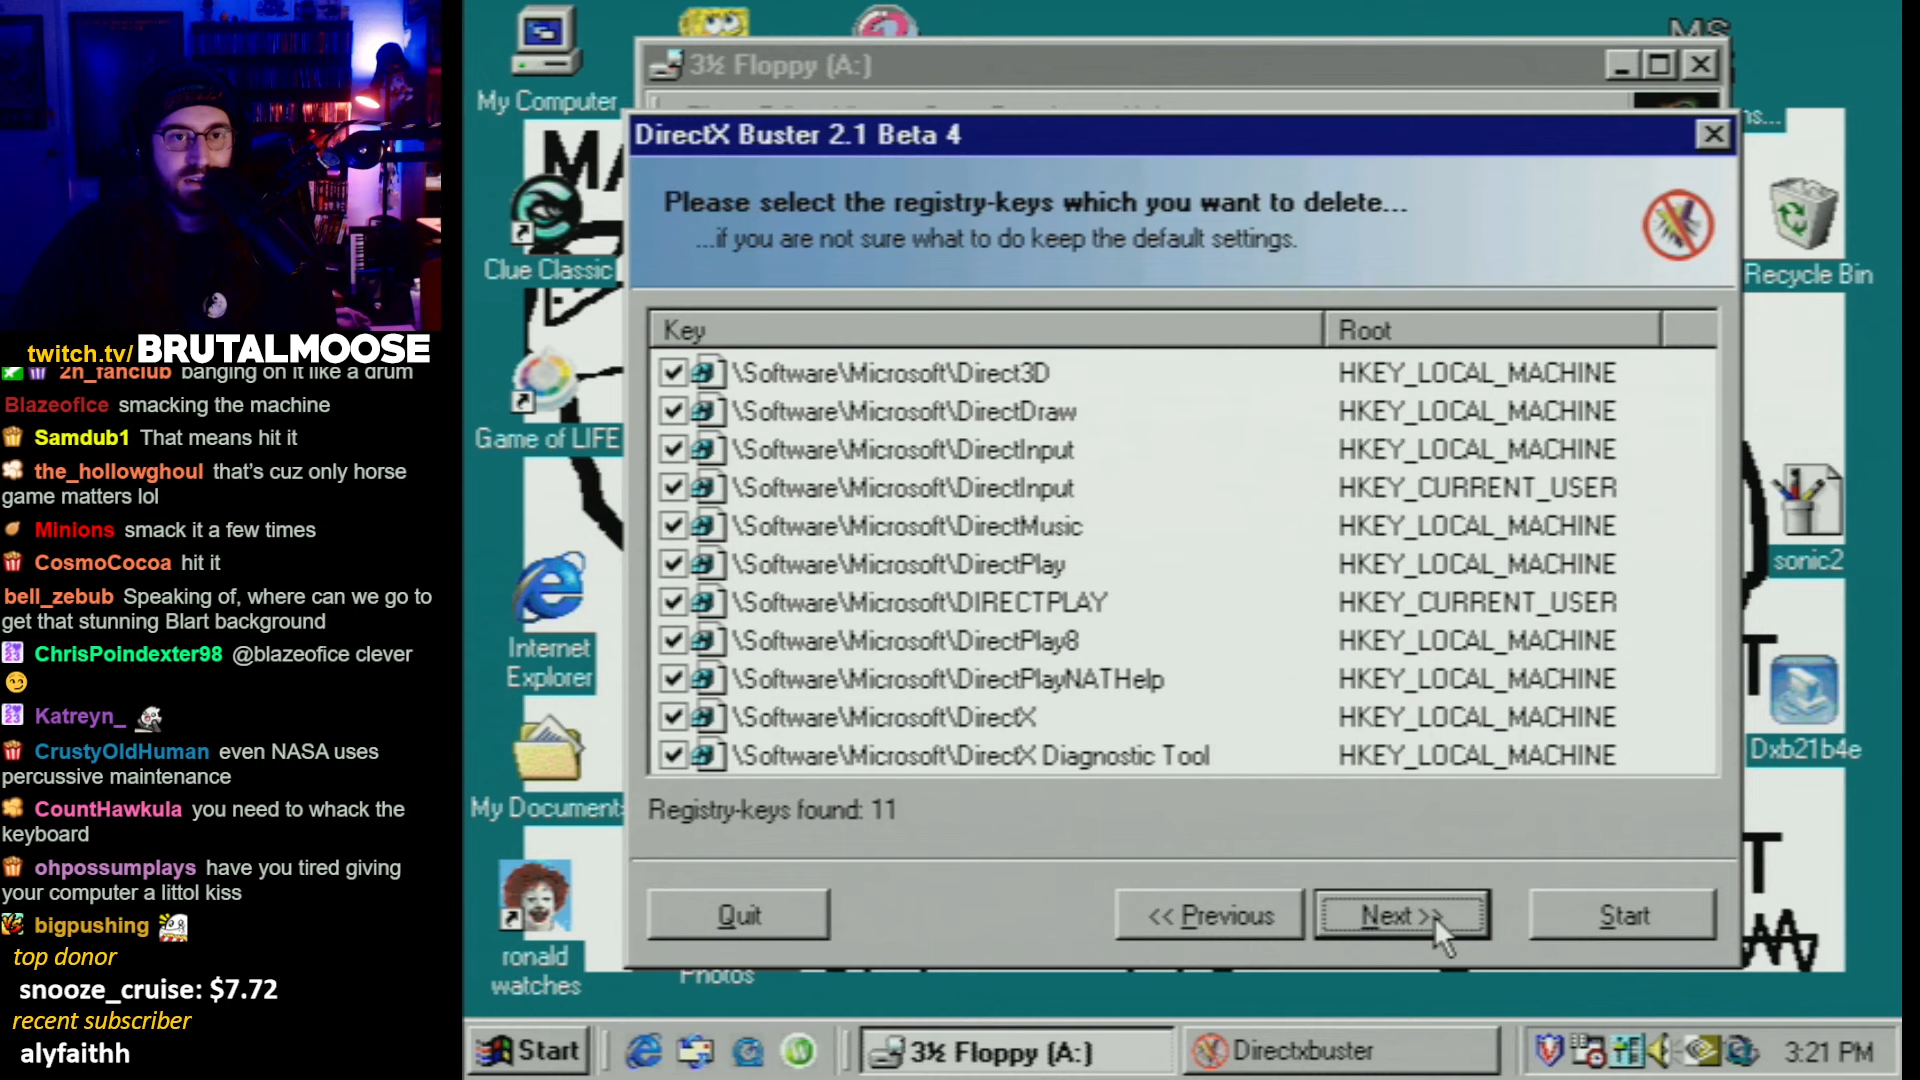 twitch.tv/BRUTALMOOSE
2n_fanclub banging on it like a drum
BlazeofIce smacking the machine
Samdub1 That means hit it
the_hollowghoul that's cuz only horse
game matters lol
Minions smack it a few times
CosmoCocoa hit it
bell_zebub Speaking of, where can we go to
get that stunning Blart background
ChrisPoindexter98 @blazeofice clever
Katreyn_
CrustyOldHuman even NASA uses
percussive maintenance
CountHawkula you need to whack the
keyboard
ohpossumplays have you tired giving
your computer a littol kiss
bigpushing
top donor
snooze_cruise: $7.72
recent subscriber
alyfaithh
My Computer
Clue Classic
Game of LIFE
Internet
Explorer
My Documents
ronald
watches
Photos
MS
3½ Floppy (A:)
DirectX Buster 2.1 Beta 4
Please select the registry-keys which you want to delete...
...if you are not sure what to do keep the default settings.
Key Root
\Software\Microsoft\Direct3D HKEY_LOCAL_MACHINE
\Software\Microsoft\DirectDraw HKEY_LOCAL_MACHINE
\Software\Microsoft\DirectInput HKEY_LOCAL_MACHINE
\Software\Microsoft\DirectInput HKEY_CURRENT_USER
\Software\Microsoft\DirectMusic HKEY_LOCAL_MACHINE
\Software\Microsoft\DirectPlay HKEY_LOCAL_MACHINE
\Software\Microsoft\DIRECTPLAY HKEY_CURRENT_USER
\Software\Microsoft\DirectPlay8 HKEY_LOCAL_MACHINE
\Software\Microsoft\DirectPlayNATHelp HKEY_LOCAL_MACHINE
\Software\Microsoft\DirectX HKEY_LOCAL_MACHINE
\Software\Microsoft\DirectX Diagnostic Tool HKEY_LOCAL_MACHINE
Registry-keys found: 11
Quit << Previous Next >> Start
Recycle Bin
sonic2
Dxb21b4e
Start 3½ Floppy (A:) Directxbuster 3:21 PM